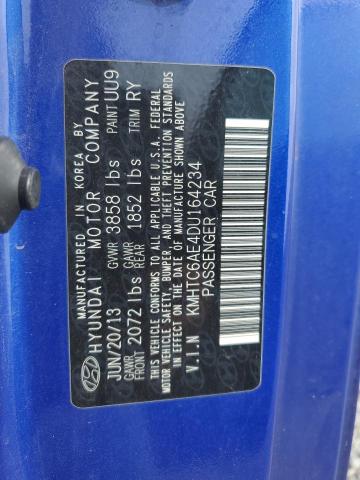 MANUFACTURED IN KOREA BY
HYUNDAI MOTOR COMPANY
JUN/20/13 GVWR 3858 lbs PAINT UU9
GAWR FRONT 2072 lbs GAWR REAR 1852 lbs TRIM RY
THIS VEHICLE CONFORMS TO ALL APPLICABLE U.S.A. FEDERAL
MOTOR VEHICLE SAFETY, BUMPER, AND THEFT PREVENTION STANDARDS
IN EFFECT ON THE DATE OF MANUFACTURE SHOWN ABOVE
V.I.N KMHTC6AE4DU164234
PASSENGER CAR